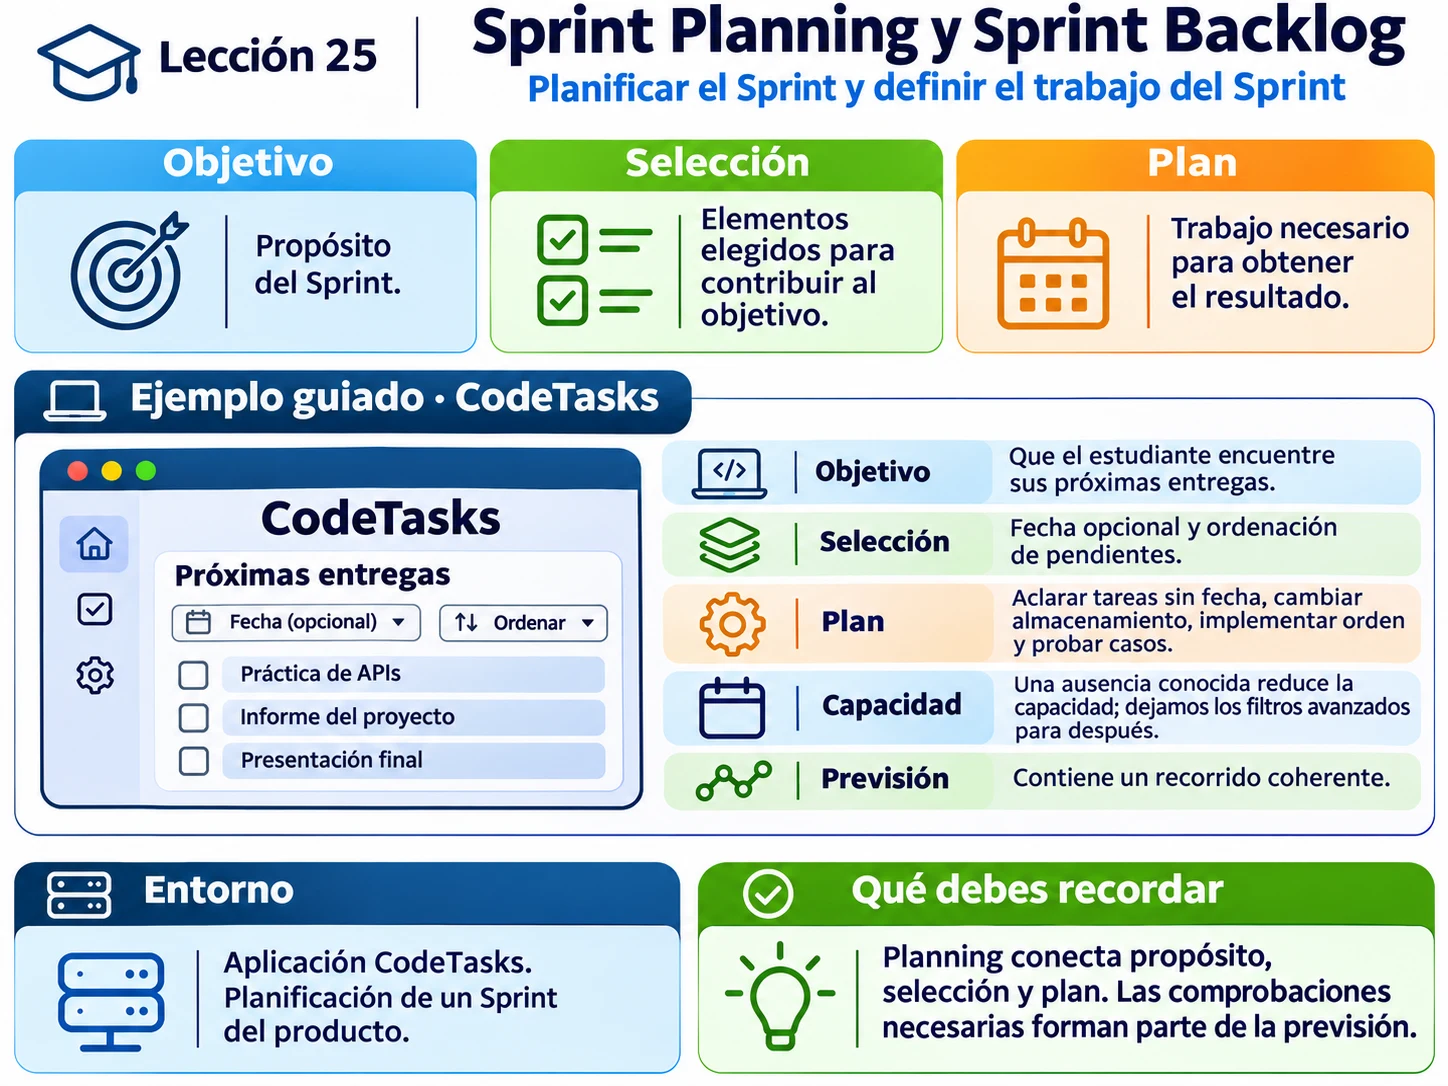 Lección 25
Sprint Planning y Sprint Backlog
Planificar el Sprint y definir el trabajo del Sprint
Objetivo
Propósito
del Sprint.
Selección
Elementos
elegidos para
contribuir al
objetivo.
Plan
Trabajo necesario
para obtener
el resultado.
Ejemplo guiado · CodeTasks
CodeTasks
Próximas entregas
Fecha (opcional)
Ordenar
Práctica de APIs
Informe del proyecto
Presentación final
Objetivo
Que el estudiante encuentre
sus próximas entregas.
Selección
Fecha opcional y ordenación
de pendientes.
Plan
Aclarar tareas sin fecha, cambiar
almacenamiento, implementar orden
y probar casos.
Capacidad
Una ausencia conocida reduce la
capacidad; dejamos los filtros avanzados
para después.
Previsión
Contiene un recorrido coherente.
Entorno
Aplicación CodeTasks.
Planificación de un Sprint
del producto.
Qué debes recordar
Planning conecta propósito,
selección y plan. Las comprobaciones
necesarias forman parte de la previsión.